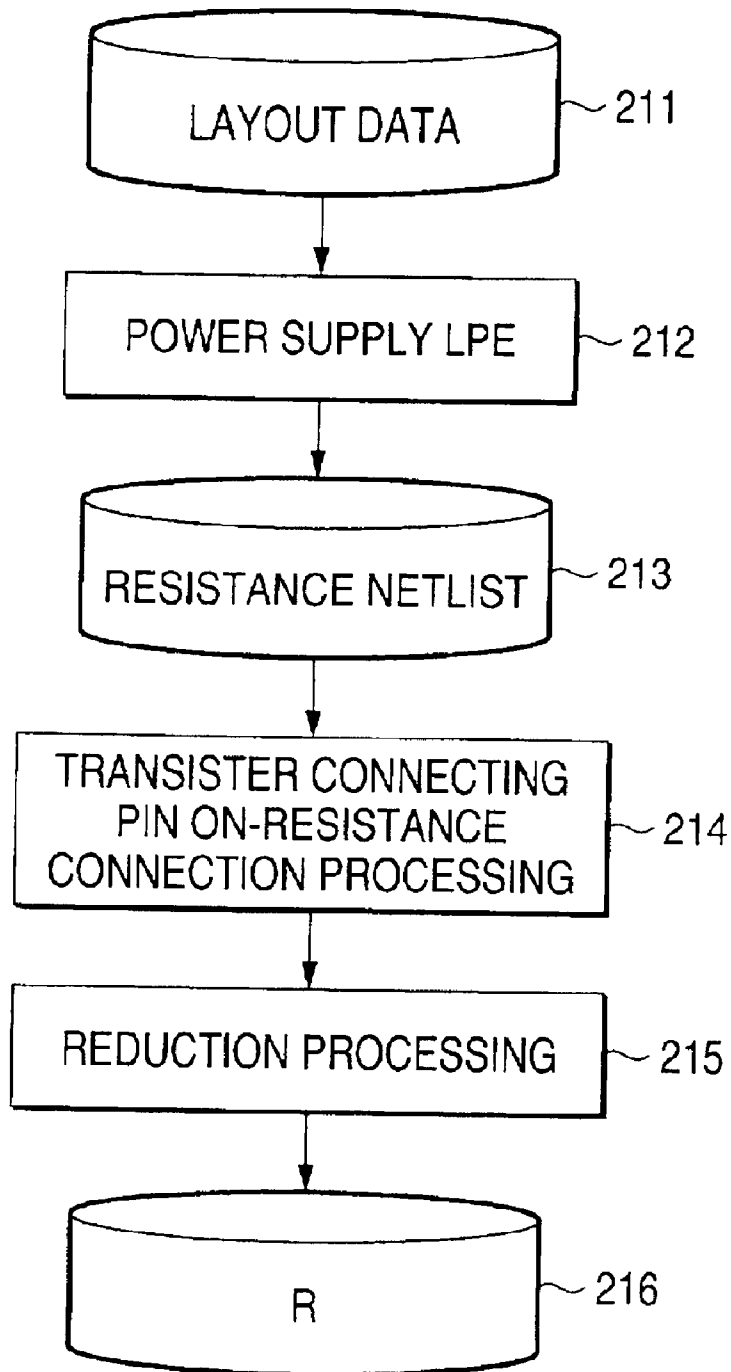 LAYOUT DATA
211
POWER SUPPLY LPE
212
RESISTANCE NETLIST
213
TRANSISTER CONNECTING
PIN ON-RESISTANCE
CONNECTION PROCESSING
214
REDUCTION PROCESSING
215
R
216